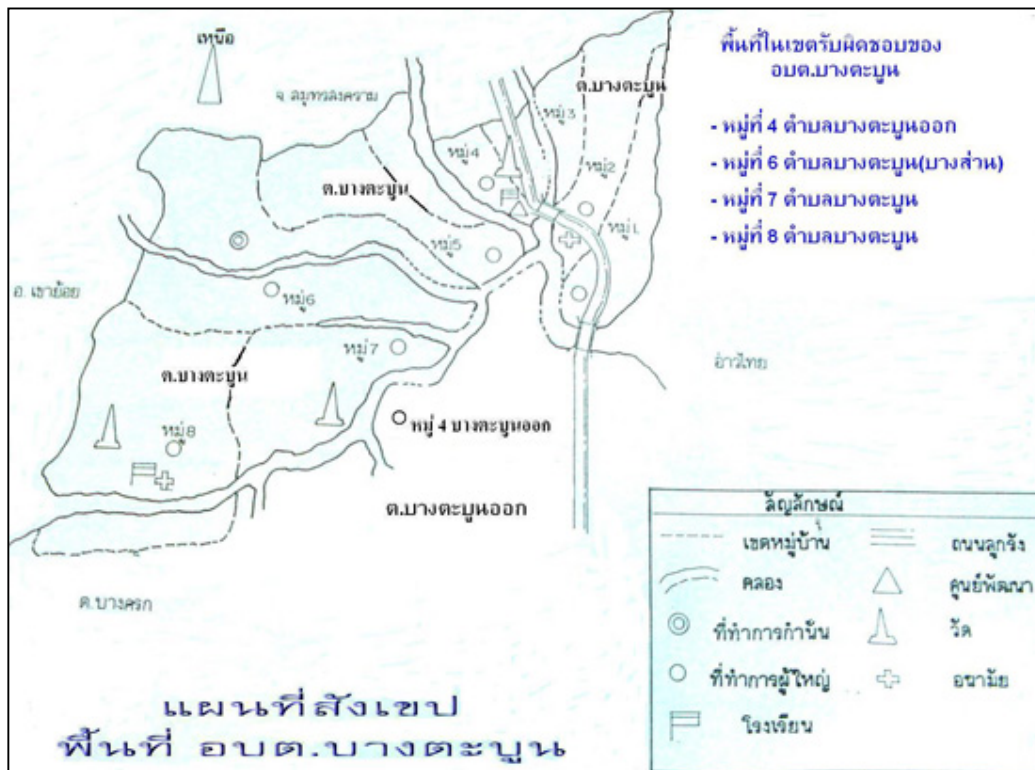 เหนือ
จ.สมุทรสงคราม
ต.บางตะบูน
หมู่3
หมู่4
หมู่2
ต.บางตะบูน
หมู่5
หมู่1
อ.เขาย้อย
หมู่6
หมู่7
ต.บางตะบูน
อ่าวไทย
หมู่8
หมู่ 4 บางตะบูนออก
ต.บางตะบูนออก
ต.บางครก
พื้นที่ในเขตรับผิดชอบของ
อบต.บางตะบูน
- หมู่ที่ 4 ตำบลบางตะบูนออก
- หมู่ที่ 6 ตำบลบางตะบูน(บางส่วน)
- หมู่ที่ 7 ตำบลบางตะบูน
- หมู่ที่ 8 ตำบลบางตะบูน
สัญลักษณ์
เขตหมู่บ้าน
ถนนลูกรัง
คลอง
ศูนย์พัฒนา
ที่ทำการกำนัน
วัด
ที่ทำการผู้ใหญ่
อนามัย
โรงเรียน
แผนที่สังเขป
พื้นที่ อบต.บางตะบูน